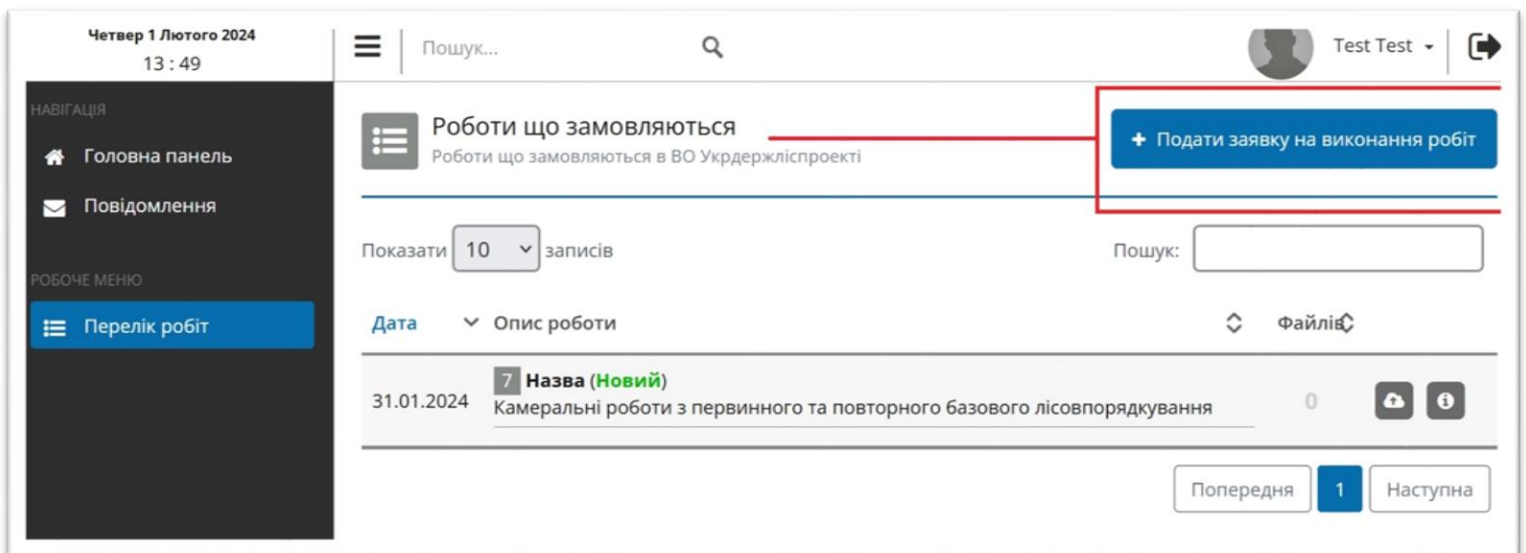 Четвер 1 Лютого 2024
13 : 49
Пошук...
Test Test
НАВІГАЦІЯ
Головна панель
Повідомлення
РОБОЧЕ МЕНЮ
Перелік робіт
Роботи що замовляються
Роботи що замовляються в ВО Укрдержліспроекті
+ Подати заявку на виконання робіт
Показати 10 записів
Пошук:
Дата Опис роботи Файлів
31.01.2024
7 Назва (Новий)
Камеральні роботи з первинного та повторного базового лісовпорядкування
0
Попередня 1 Наступна